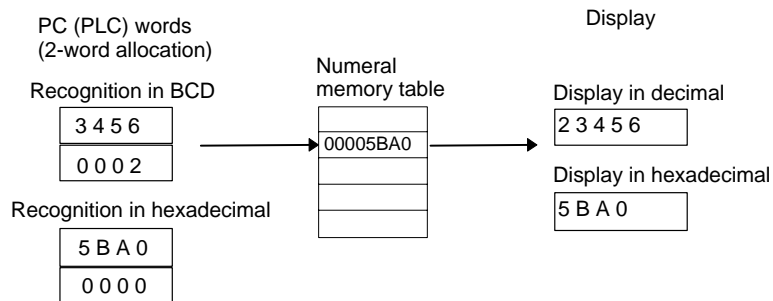 PC (PLC) words
(2-word allocation)
Recognition in BCD
3 4 5 6
0 0 0 2
Recognition in hexadecimal
5 B A 0
0 0 0 0
Numeral
memory table
00005BA0
Display
Display in decimal
2 3 4 5 6
Display in hexadecimal
5 B A 0